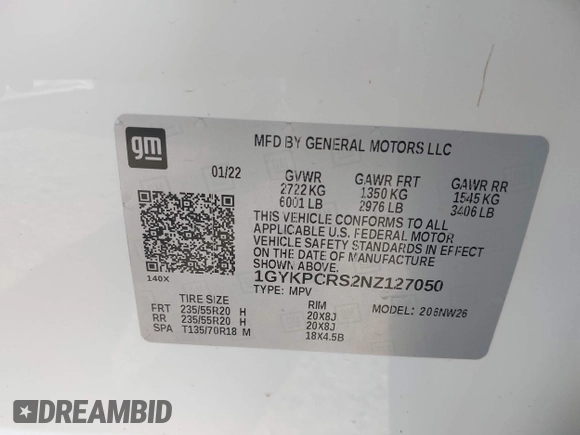 gm
MFD BY GENERAL MOTORS LLC
01/22 GVWR GAWR FRT GAWR RR
2722 KG 1350 KG 1545 KG
6001 LB 2976 LB 3406 LB
THIS VEHICLE CONFORMS TO ALL
APPLICABLE U.S. FEDERAL MOTOR
VEHICLE SAFETY STANDARDS IN EFFECT
ON THE DATE OF MANUFACTURE
SHOWN ABOVE.
140X 1GYKPCRS2NZ127050
TYPE: MPV MODEL: 206NW26
TIRE SIZE RIM
FRT 235/55R20 H 20X8J
RR 235/55R20 H 20X8J
SPA T135/70R18 M 18X4.5B
DREAMBID